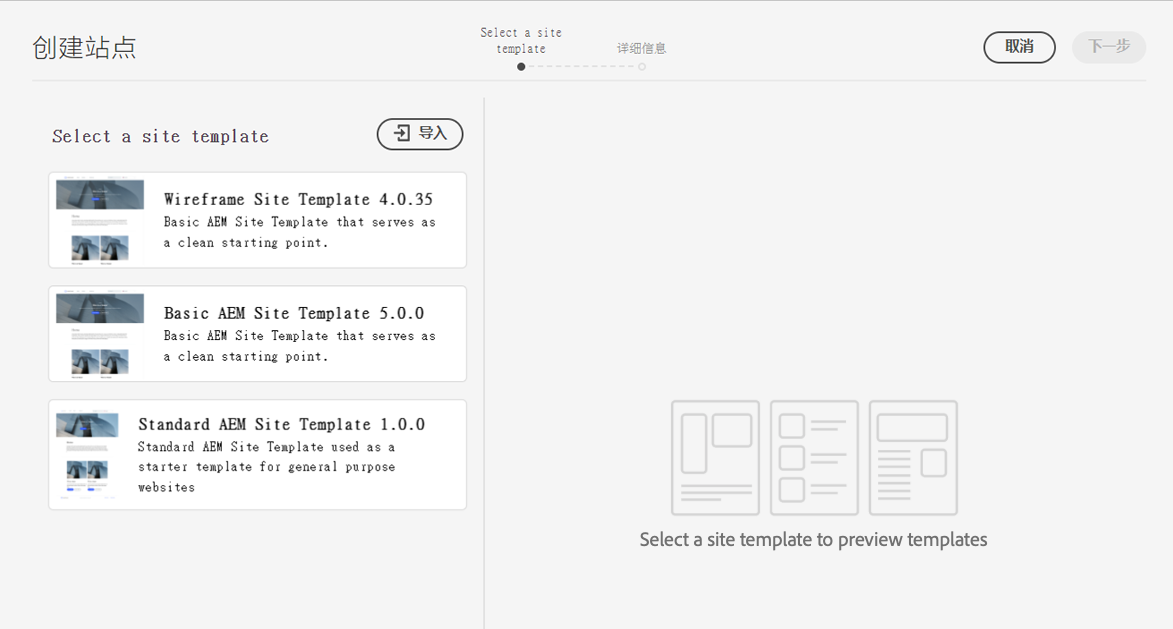 创建站点
Select a site
template
详细信息
取消
下一步
Select a site template
导入
Wireframe Site Template 4.0.35
Basic AEM Site Template that serves as
a clean starting point.
Basic AEM Site Template 5.0.0
Basic AEM Site Template that serves as
a clean starting point.
Standard AEM Site Template 1.0.0
Standard AEM Site Template used as a
starter template for general purpose
websites
Select a site template to preview templates